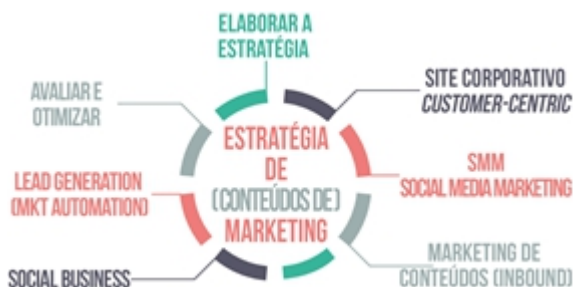 ELABORAR A
ESTRATÉGIA
SITE CORPORATIVO
CUSTOMER-CENTRIC
SMM
SOCIAL MEDIA MARKETING
MARKETING DE
CONTEÚDOS (INBOUND)
SOCIAL BUSINESS
LEAD GENERATION
(MKT AUTOMATION)
AVALIAR E
OTIMIZAR
ESTRATÉGIA
DE
(CONTEÚDOS DE)
MARKETING